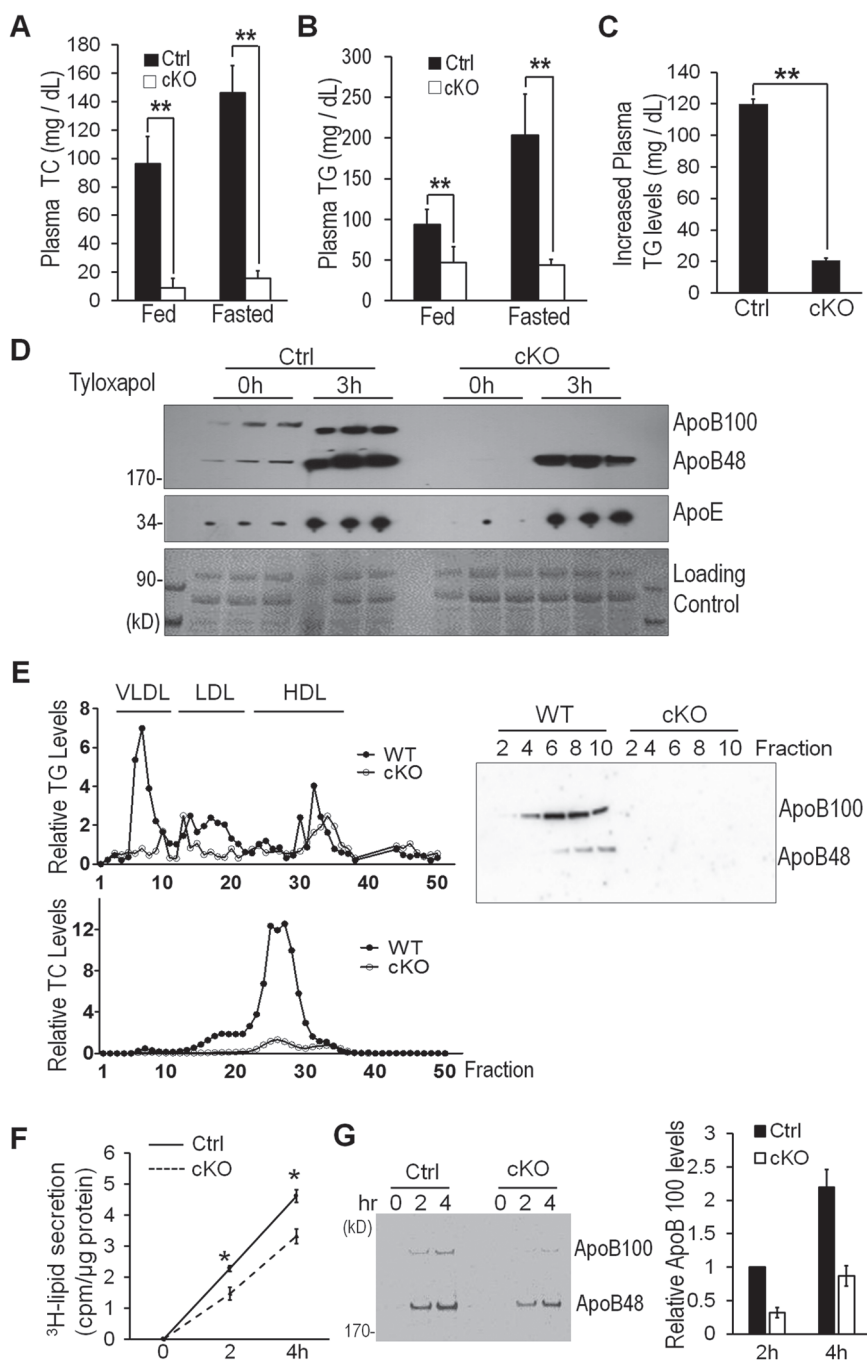 A
Plasma TC (mg / dL)
180
160
140
120
100
80
60
40
20
0
Ctrl
cKO
**
**
Fed
Fasted
B
Plasma TG (mg / dL)
300
250
200
150
100
50
0
Ctrl
cKO
**
**
Fed
Fasted
C
Increased Plasma
TG levels (mg / dL)
140
120
100
80
60
40
20
0
**
Ctrl
cKO
D
Ctrl
cKO
Tyloxapol
0h
3h
0h
3h
ApoB100
ApoB48
170-
34-
ApoE
90-
(kD)
Loading
Control
E
VLDL
LDL
HDL
Relative TG Levels
8
6
4
2
0
WT
cKO
1 10 20 30 40 50
WT
cKO
2 4 6 8 10 2 4 6 8 10 Fraction
ApoB100
ApoB48
Relative TC Levels
12
8
4
0
WT
cKO
1 10 20 30 40 50 Fraction
F
³H-lipid secretion
(cpm/µg protein)
6
5
4
3
2
1
0
Ctrl
cKO
*
*
0 2 4h
G
Ctrl
cKO
hr 0 2 4 0 2 4
(kD)
ApoB100
ApoB48
170-
Relative ApoB 100 levels
3
2.5
2
1.5
1
0.5
0
Ctrl
cKO
2h 4h